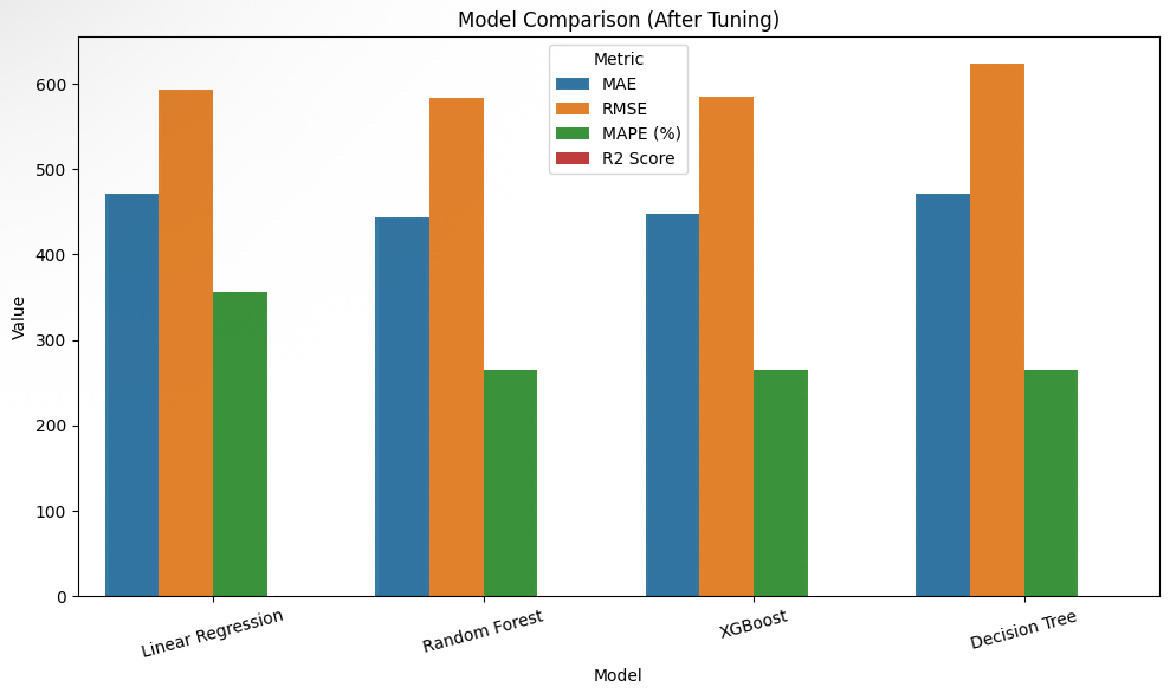 Model Comparison (After Tuning)
Metric
MAE
RMSE
MAPE (%)
R2 Score
Value
600
500
400
300
200
100
0
Linear Regression
Random Forest
XGBoost
Decision Tree
Model